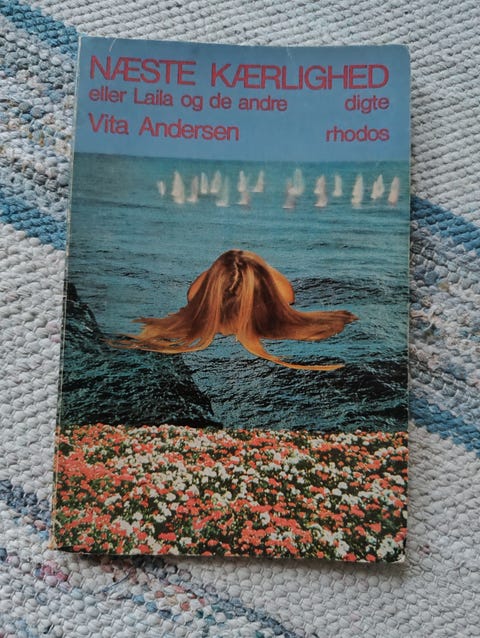 NÆSTE KÆRLIGHED
eller Laila og de andre digte
Vita Andersen rhodos